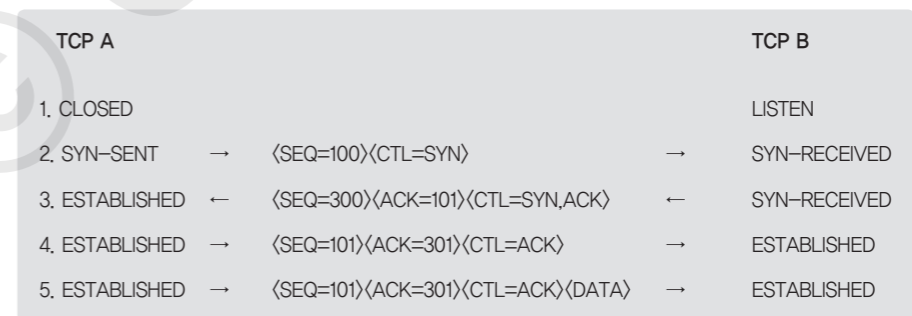 TCP A TCP B
1. CLOSED LISTEN
2. SYN-SENT → 〈SEQ=100〉〈CTL=SYN〉 → SYN-RECEIVED
3. ESTABLISHED ← 〈SEQ=300〉〈ACK=101〉〈CTL=SYN,ACK〉 ← SYN-RECEIVED
4. ESTABLISHED → 〈SEQ=101〉〈ACK=301〉〈CTL=ACK〉 → ESTABLISHED
5. ESTABLISHED → 〈SEQ=101〉〈ACK=301〉〈CTL=ACK〉〈DATA〉 → ESTABLISHED